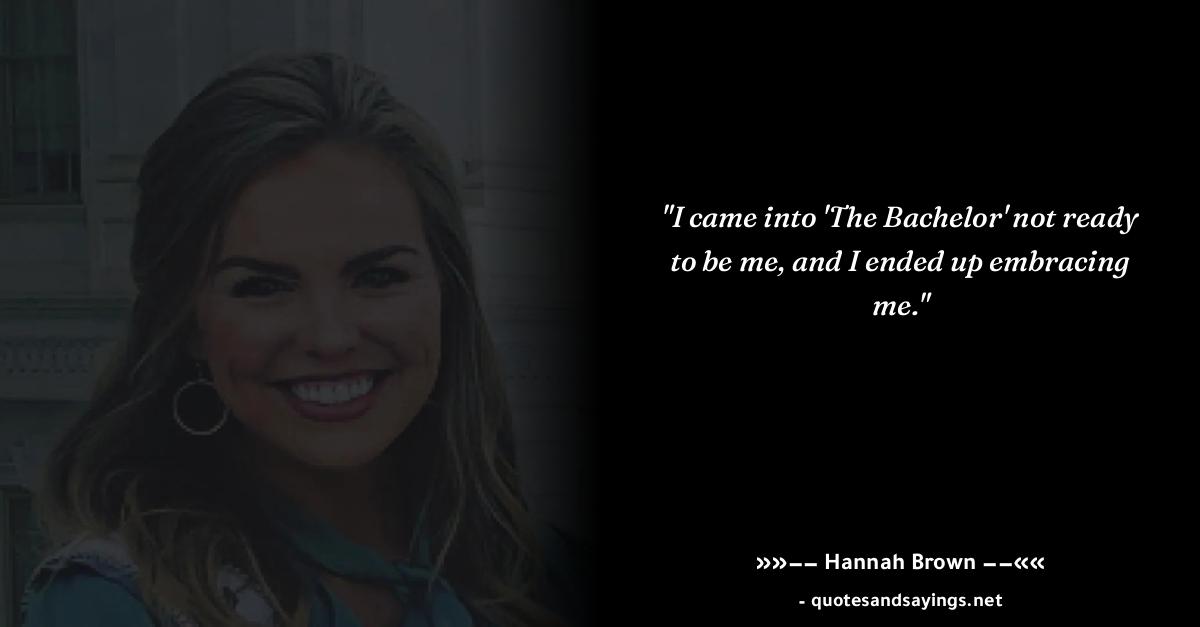 "I came into 'The Bachelor' not ready
to be me, and I ended up embracing
me."
»»−− Hannah Brown −−««
- quotesandsayings.net